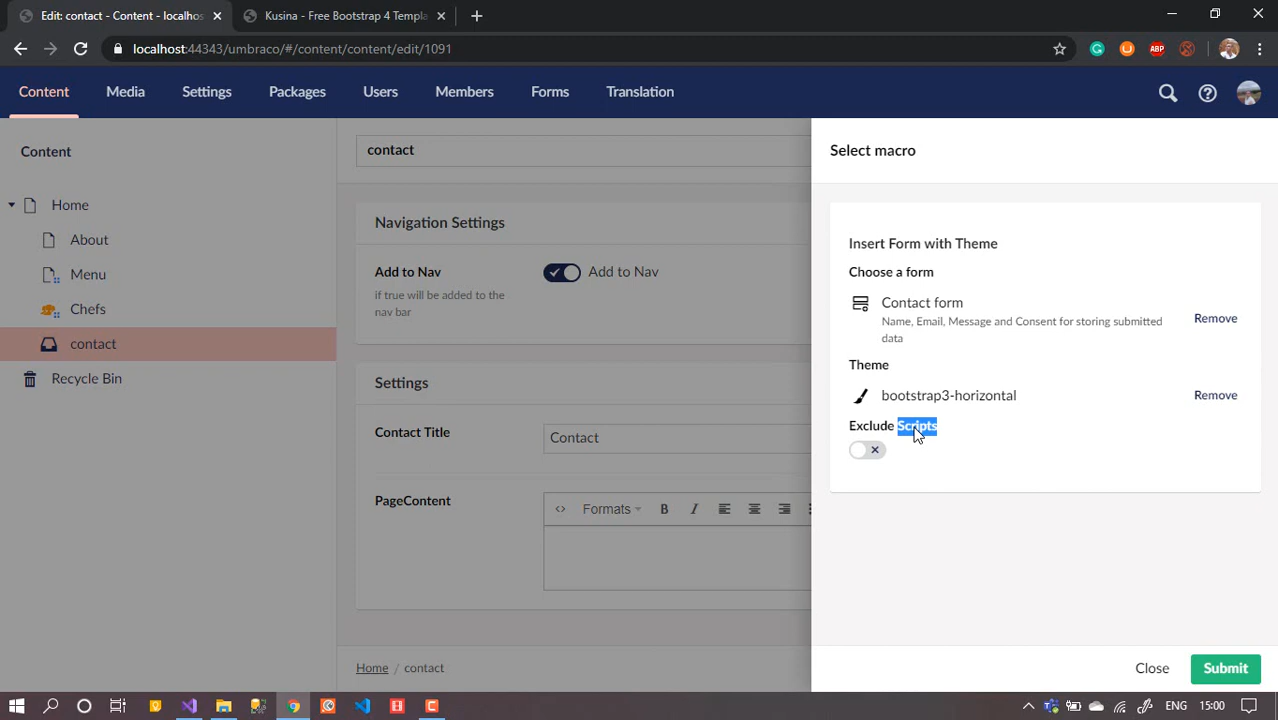 Edit: contact - Content - localhos
Kusina - Free Bootstrap 4 Templa
localhost:44343/umbraco/#/content/content/edit/1091
ABP
Content
Media
Settings
Packages
Users
Members
Forms
Translation
Content
Home
About
Menu
Chefs
contact
Recycle Bin
contact
Navigation Settings
Add to Nav
if true will be added to the
nav bar
Add to Nav
Settings
Contact Title
Contact
PageContent
Formats
B
I
Home / contact
Select macro
Insert Form with Theme
Choose a form
Contact form
Name, Email, Message and Consent for storing submitted
data
Remove
Theme
bootstrap3-horizontal
Remove
Exclude Scripts
Close
Submit
ENG
15:00